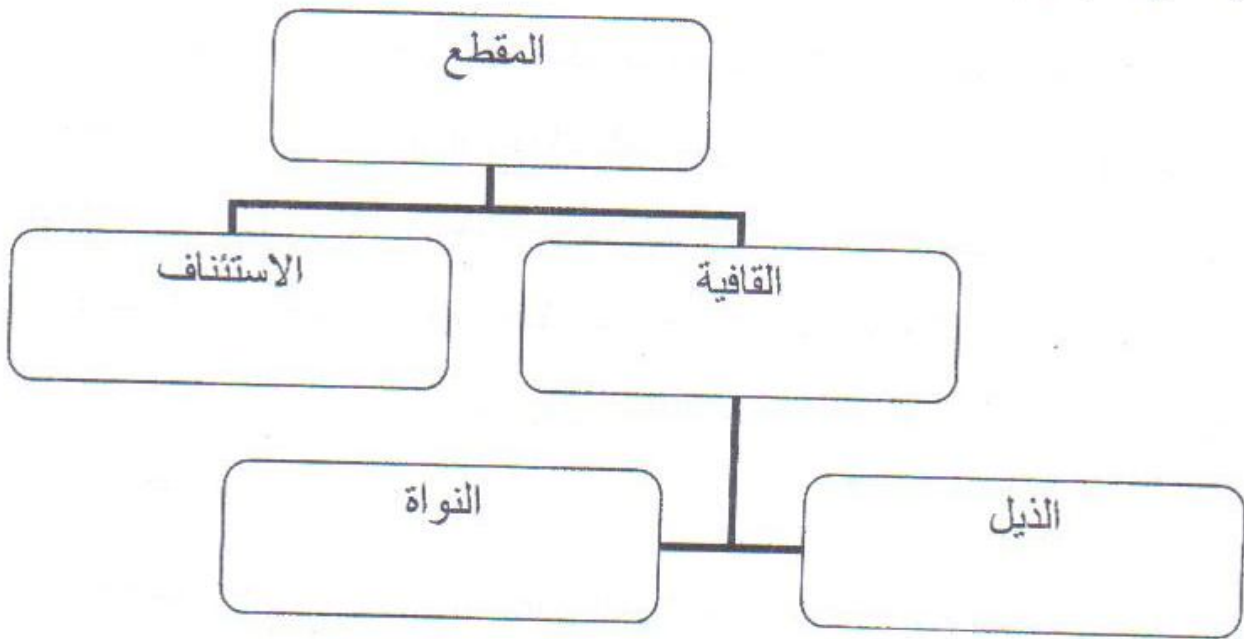 المقطع
القافية
الاستئناف
الذيل
النواة